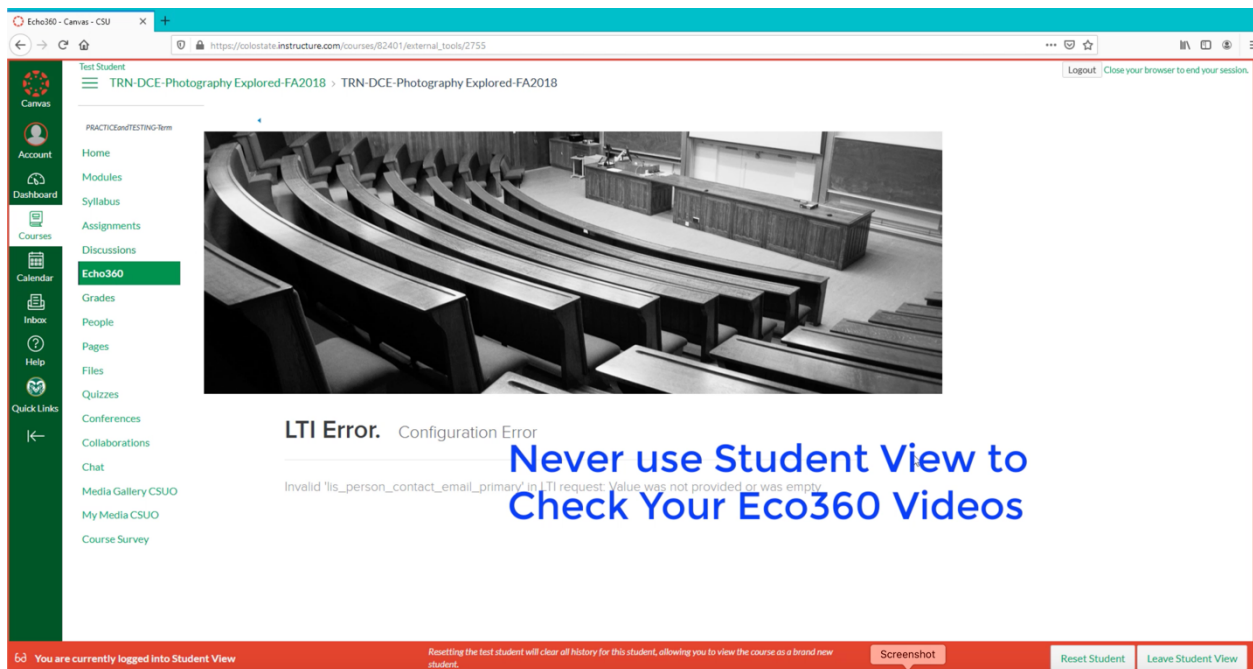 Echo360 - Canvas - CSU
https://colostate.instructure.com/courses/82401/external_tools/2755
Test Student
TRN-DCE-Photography Explored-FA2018 > TRN-DCE-Photography Explored-FA2018
Logout
Close your browser to end your session.
Canvas
Account
Dashboard
Courses
Calendar
Inbox
Help
Quick Links
PRACTICEandTESTING-Term
Home
Modules
Syllabus
Assignments
Discussions
Echo360
Grades
People
Pages
Files
Quizzes
Conferences
Collaborations
Chat
Media Gallery CSUO
My Media CSUO
Course Survey
LTI Error. Configuration Error
Never use Student View to
Invalid 'lis_person_contact_email_primary' in LTI request: Value was not provided or was empty
Check Your Eco360 Videos
You are currently logged into Student View
Resetting the test student will clear all history for this student, allowing you to view the course as a brand new
student.
Screenshot
Reset Student
Leave Student View